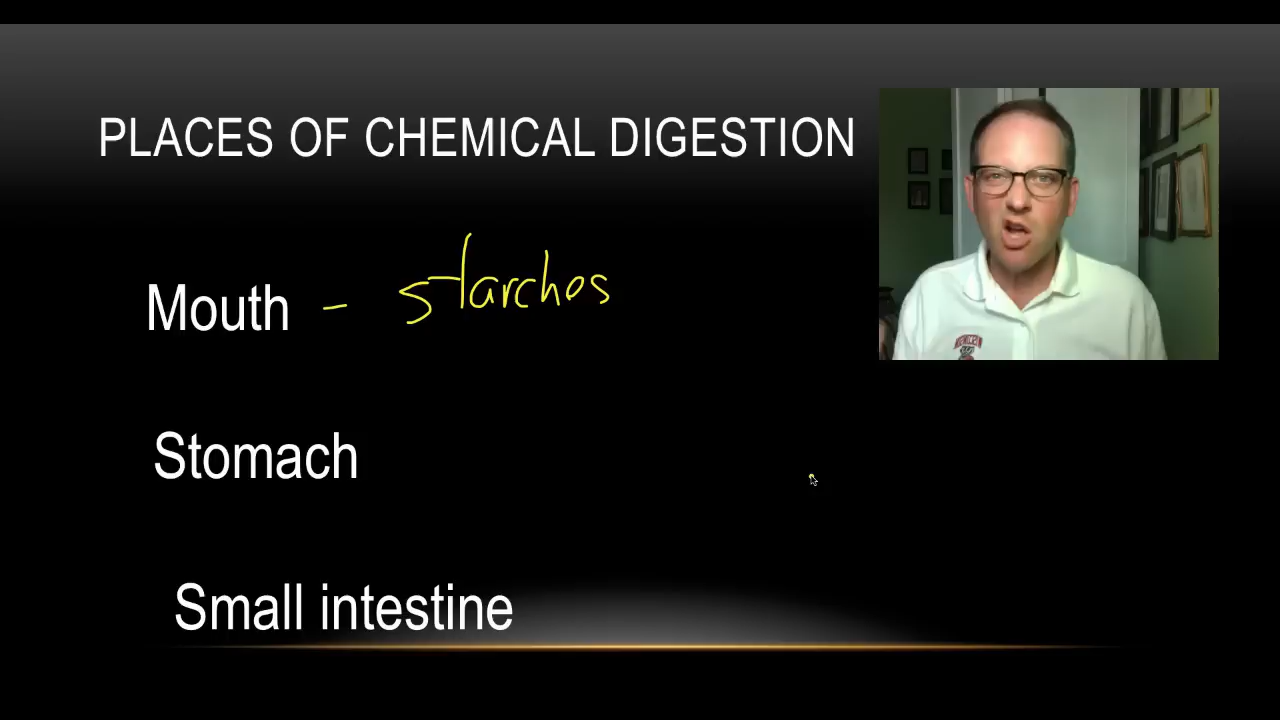 PLACES OF CHEMICAL DIGESTION
Mouth - starches
Stomach
Small intestine